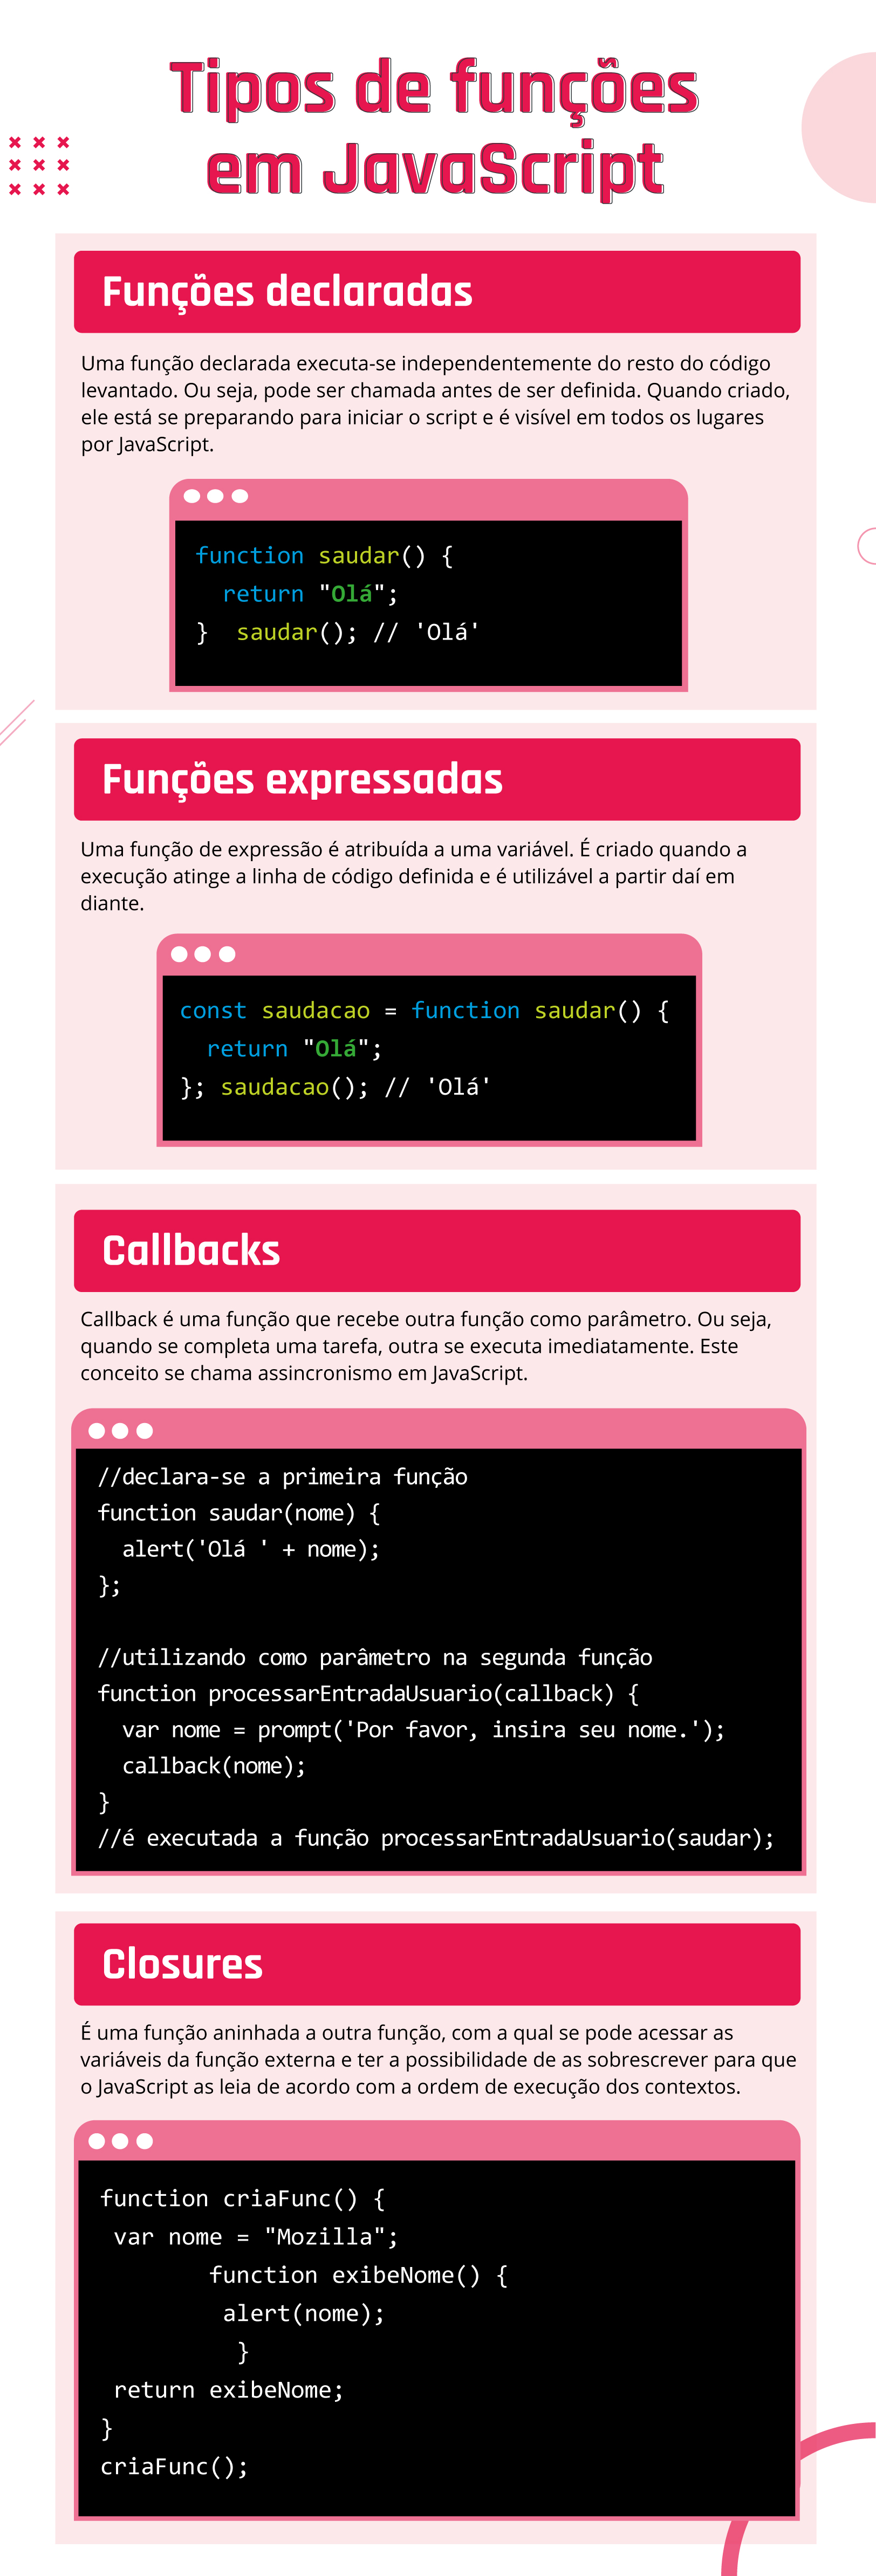 Tipos de funções
em JavaScript
Funções declaradas
Uma função declarada executa-se independentemente do resto do código
levantado. Ou seja, pode ser chamada antes de ser definida. Quando criado,
ele está se preparando para iniciar o script e é visível em todos os lugares
por JavaScript.
function saudar() {
  return "Olá";
}  saudar(); // 'Olá'
Funções expressadas
Uma função de expressão é atribuída a uma variável. É criado quando a
execução atinge a linha de código definida e é utilizável a partir daí em
diante.
const saudacao = function saudar() {
  return "Olá";
}; saudacao(); // 'Olá'
Callbacks
Callback é uma função que recebe outra função como parâmetro. Ou seja,
quando se completa uma tarefa, outra se executa imediatamente. Este
conceito se chama assincronismo em JavaScript.
//declara-se a primeira função
function saudar(nome) {
  alert('Olá ' + nome);
};
//utilizando como parâmetro na segunda função
function processarEntradaUsuario(callback) {
  var nome = prompt('Por favor, insira seu nome.');
  callback(nome);
}
//é executada a função processarEntradaUsuario(saudar);
Closures
É uma função aninhada a outra função, com a qual se pode acessar as
variáveis da função externa e ter a possibilidade de as sobrescrever para que
o JavaScript as leia de acordo com a ordem de execução dos contextos.
function criaFunc() {
 var nome = "Mozilla";
        function exibeNome() {
         alert(nome);
          }
 return exibeNome;
}
criaFunc();